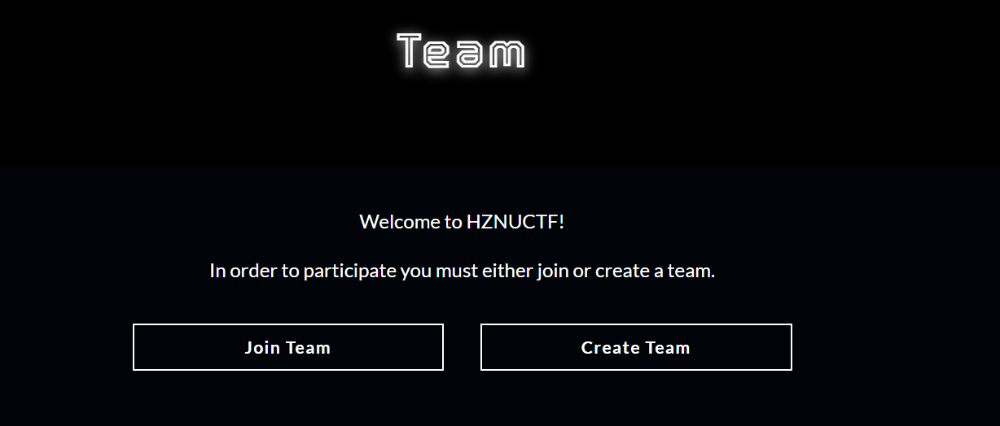 Team
Welcome to HZNUCTF!
In order to participate you must either join or create a team.
Join Team
Create Team